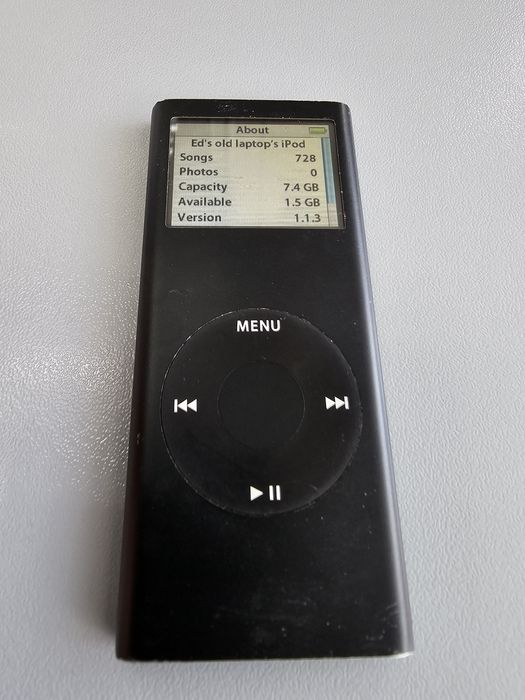 About
Ed's old laptop's iPod
Songs 728
Photos 0
Capacity 7.4 GB
Available 1.5 GB
Version 1.1.3
MENU